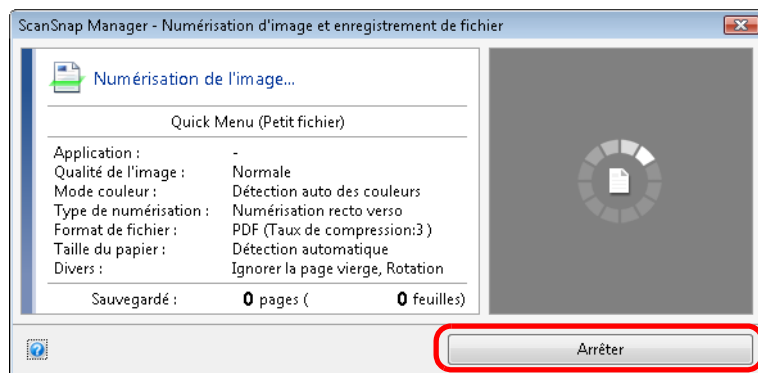 ScanSnap Manager - Numérisation d'image et enregistrement de fichier
Numérisation de l'image...
Quick Menu (Petit fichier)
Application : -
Qualité de l'image : Normale
Mode couleur : Détection auto des couleurs
Type de numérisation : Numérisation recto verso
Format de fichier : PDF (Taux de compression:3 )
Taille du papier : Détection automatique
Divers : Ignorer la page vierge, Rotation
Sauvegardé : 0 pages ( 0 feuilles)
Arrêter